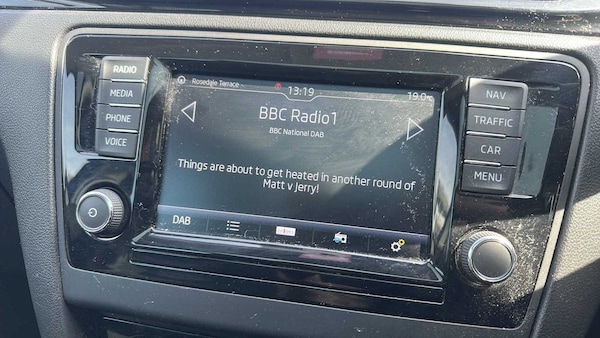 RADIO
MEDIA
PHONE
VOICE
Rosedale Terrace
13:19
19.0°C
BBC Radio1
BBC National DAB
Things are about to get heated in another round of
Matt v Jerry!
DAB
NAV
TRAFFIC
CAR
MENU